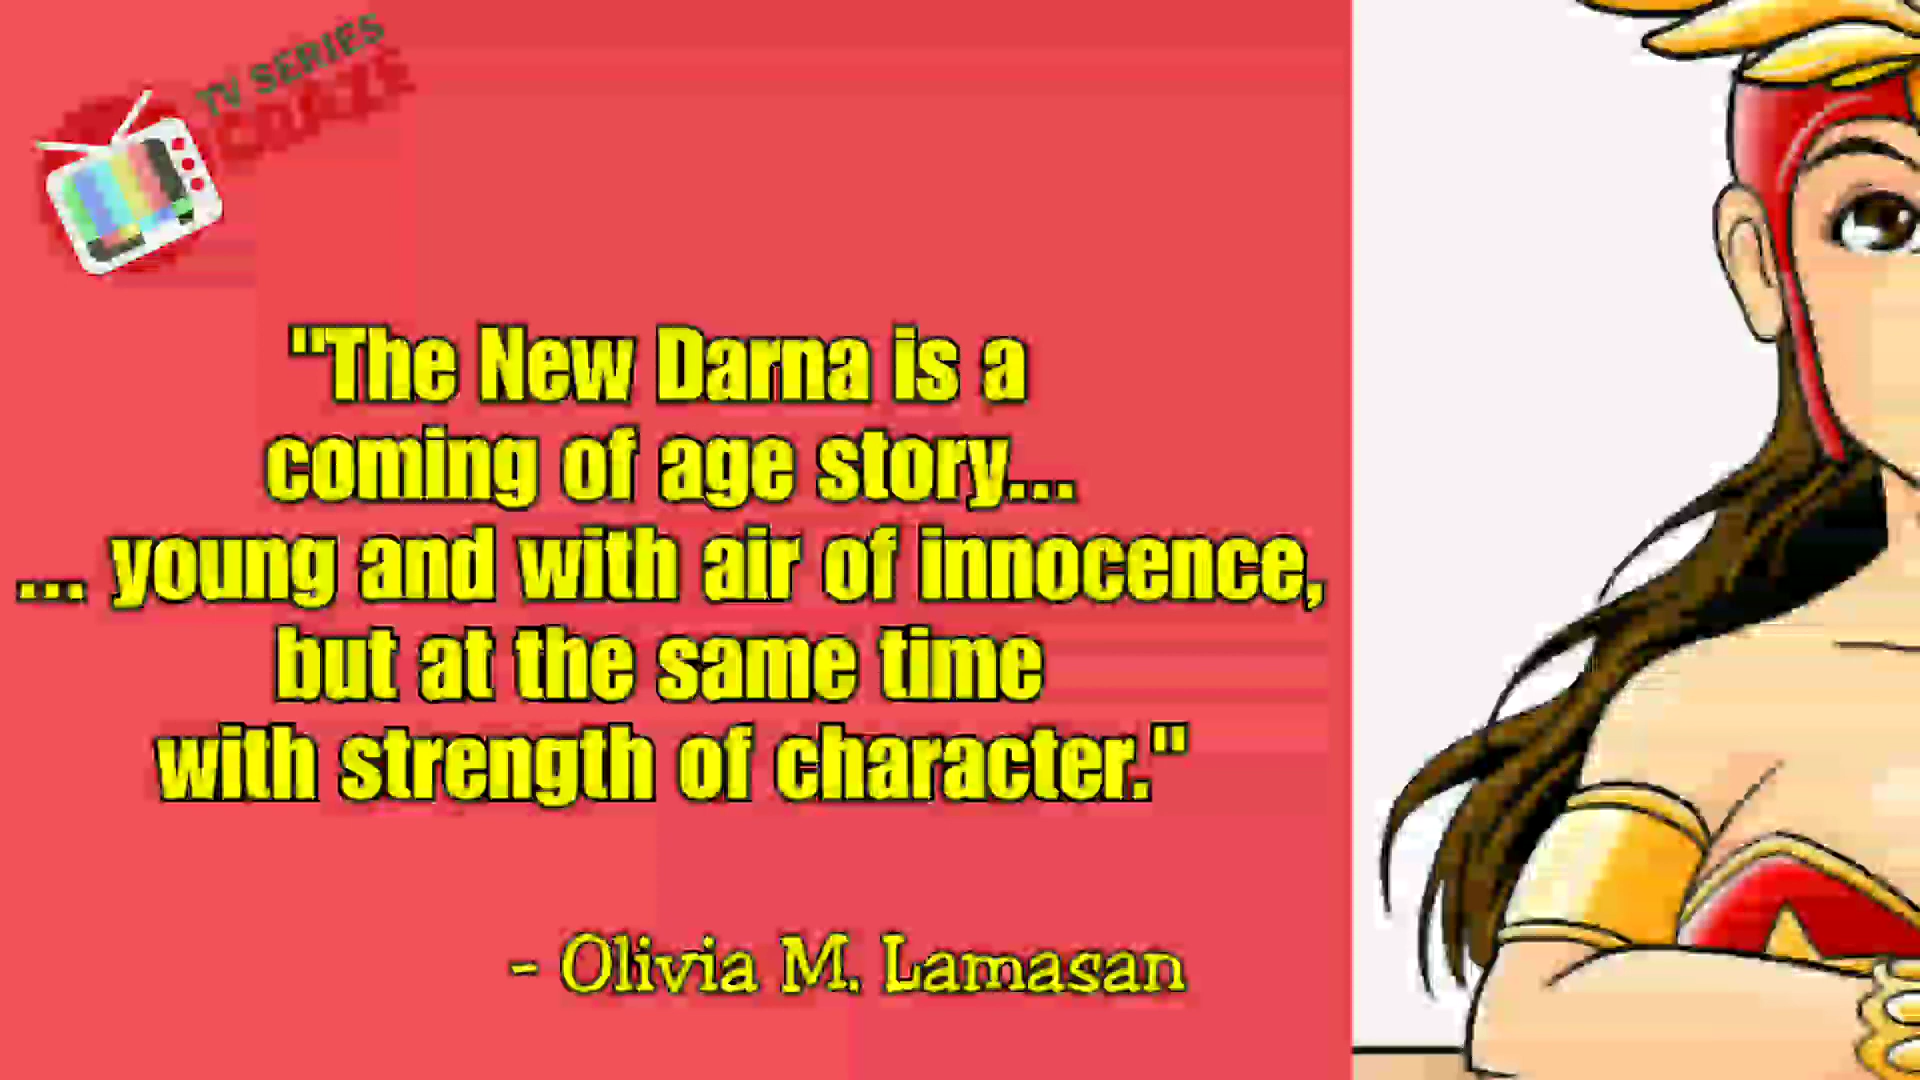 TV SERIES
CRAZE
"The New Darna is a
coming of age story...
... young and with air of innocence,
but at the same time
with strength of character."
- Olivia M. Lamasan